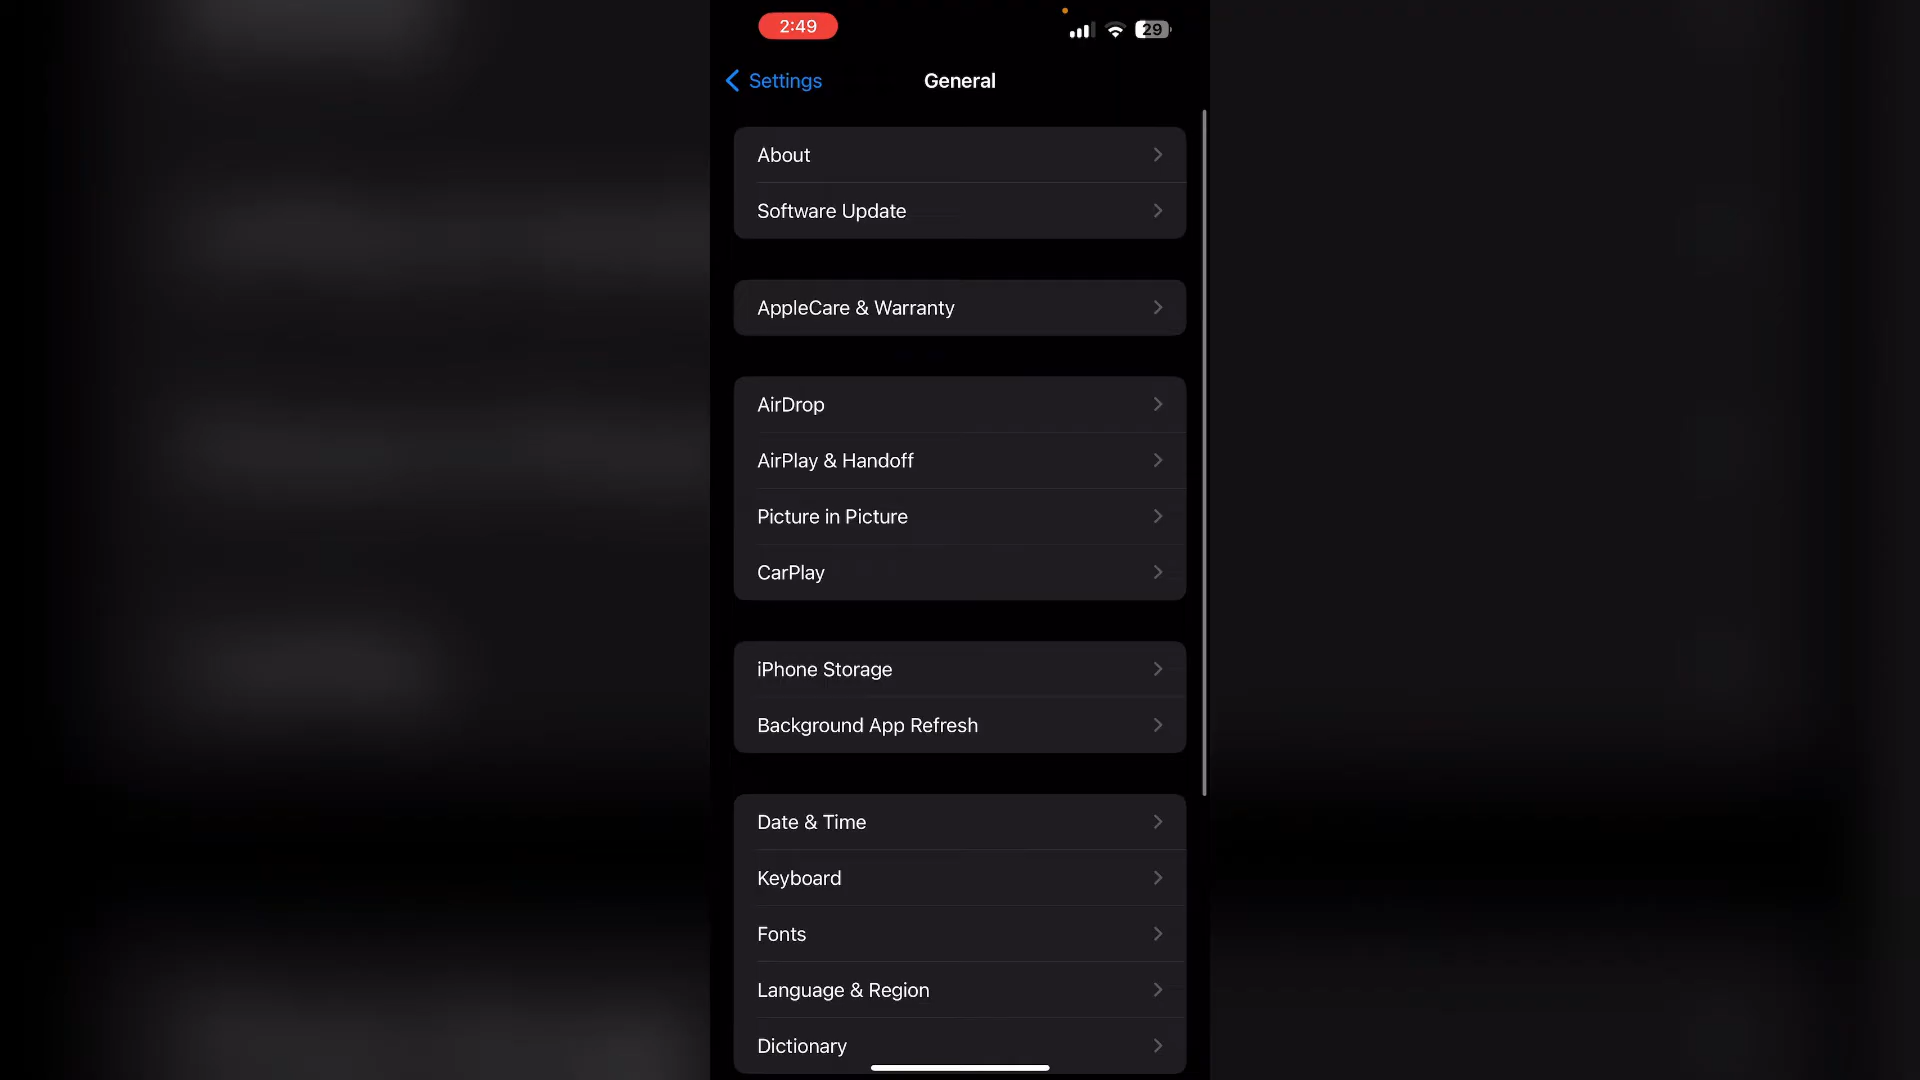 2:49
29
Settings
General
About
Software Update
AppleCare & Warranty
AirDrop
AirPlay & Handoff
Picture in Picture
CarPlay
iPhone Storage
Background App Refresh
Date & Time
Keyboard
Fonts
Language & Region
Dictionary